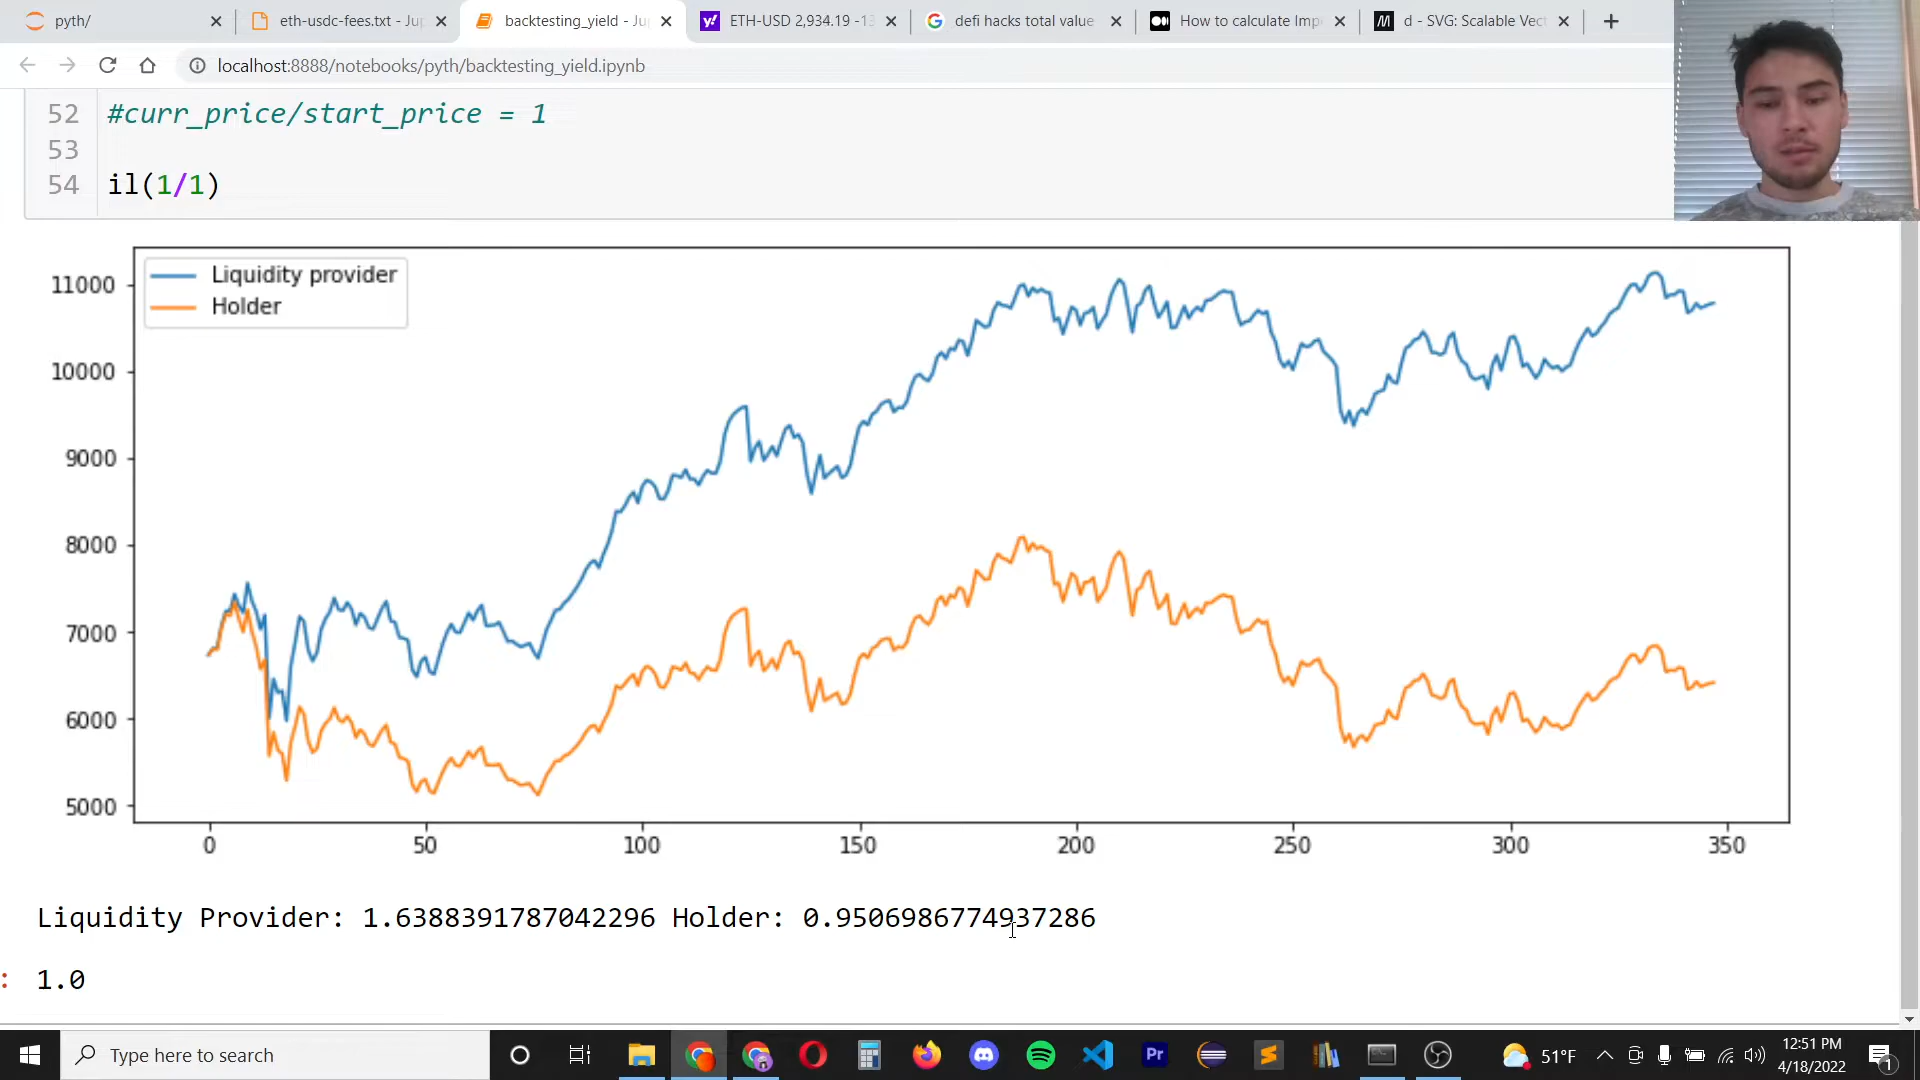 pyth/
eth-usdc-fees.txt - Jup
backtesting_yield - Ju
ETH-USD 2,934.19 -13
defi hacks total value
How to calculate Imp
d - SVG: Scalable Vect
localhost:8888/notebooks/pyth/backtesting_yield.ipynb
52 #curr_price/start_price = 1
53
54 il(1/1)
Liquidity provider
Holder
11000
10000
9000
8000
7000
6000
5000
0 50 100 150 200 250 300 350
Liquidity Provider: 1.6388391787042296 Holder: 0.9506986774937286
: 1.0
Type here to search
Pr
51°F
12:51 PM
4/18/2022
1